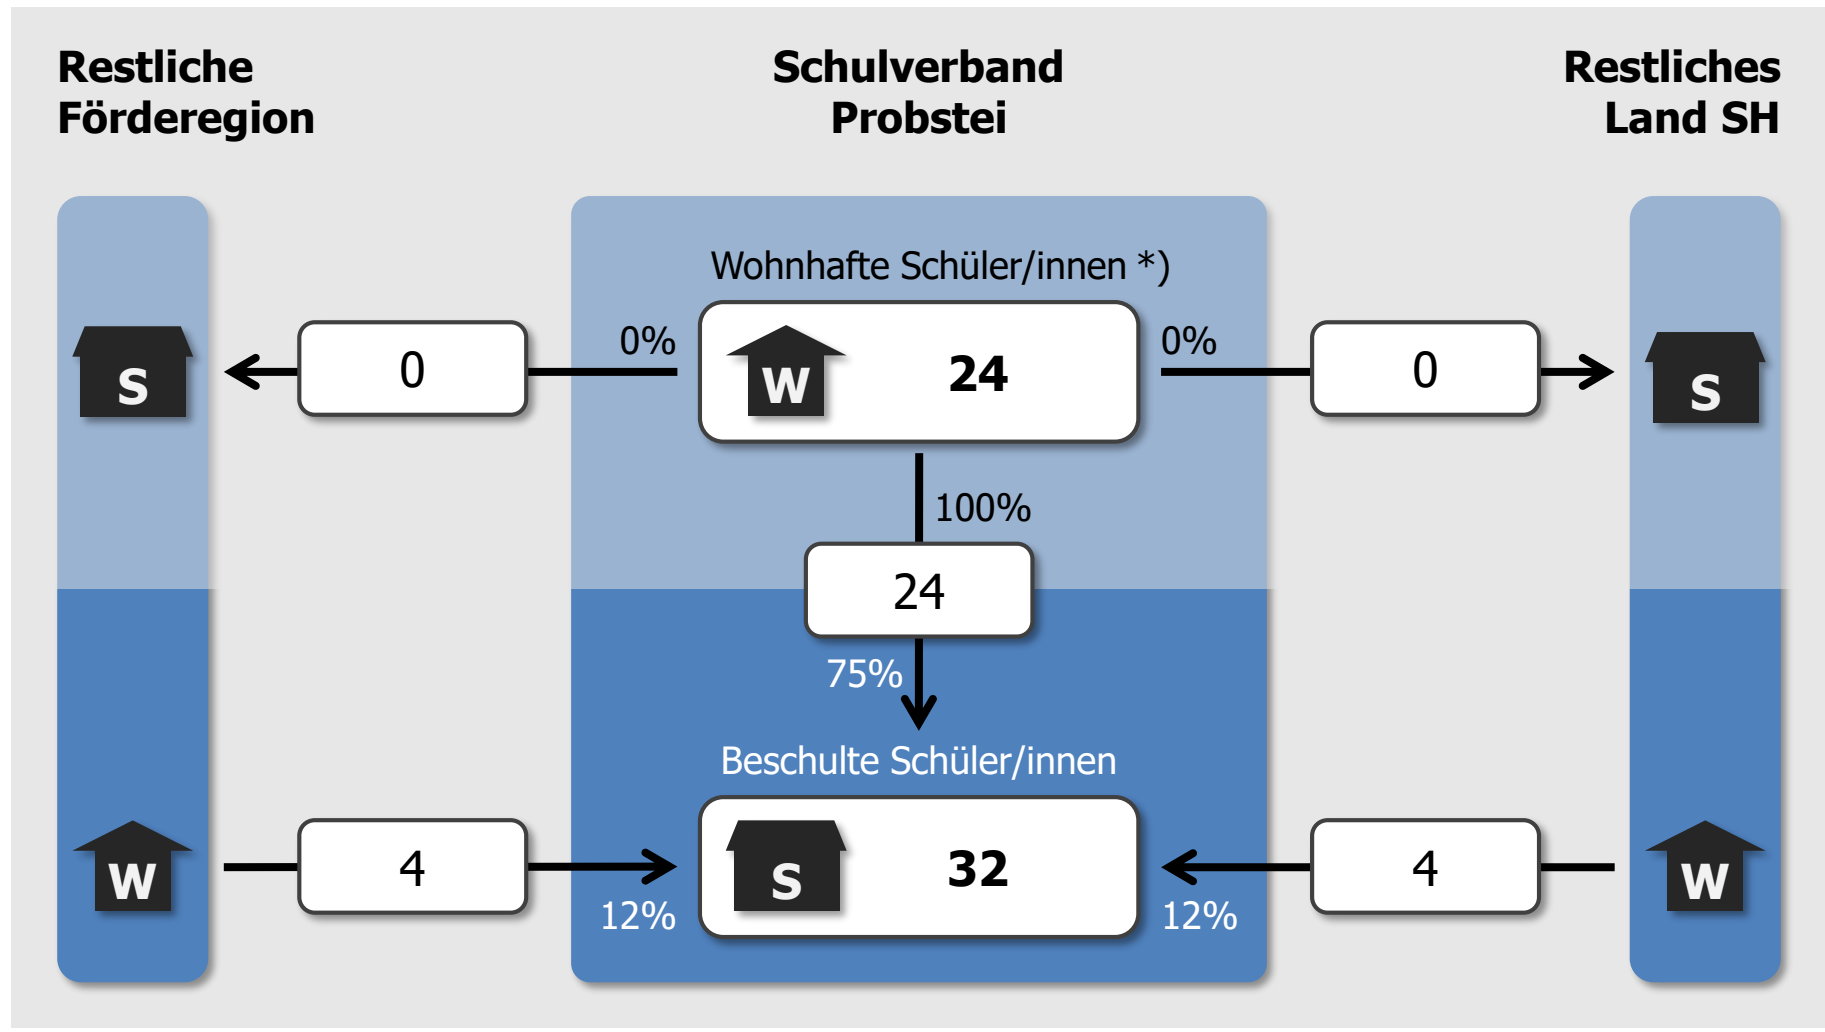 Restliche
Förderegion
Schulverband
Probstei
Restliches
Land SH
Wohnhafte Schüler/innen *)
S
0
0%
W
24
0%
0
S
100%
24
75%
Beschulte Schüler/innen
W
4
12%
S
32
12%
4
W